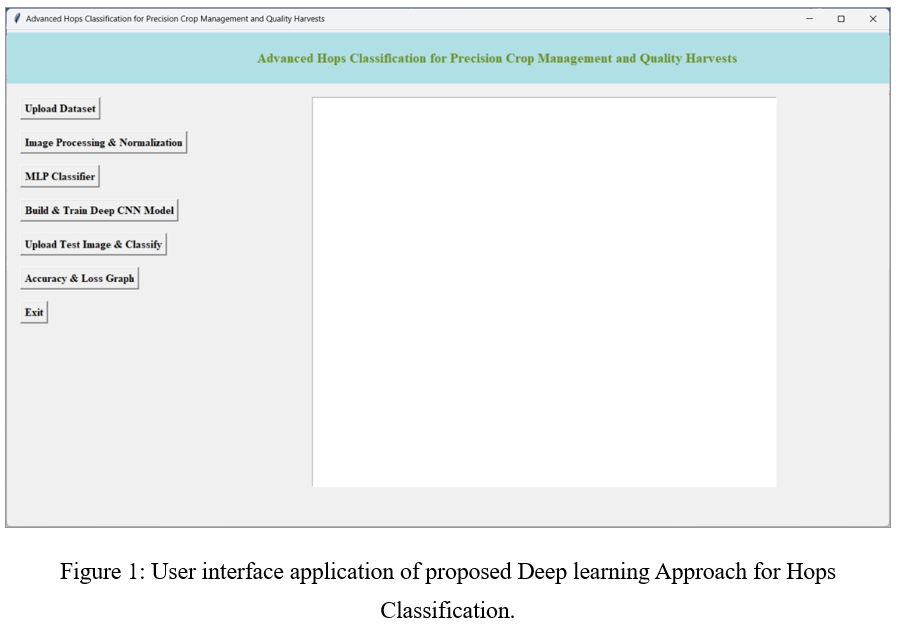 Advanced Hops Classification for Precision Crop Management and Quality Harvests
Advanced Hops Classification for Precision Crop Management and Quality Harvests
Upload Dataset
Image Processing & Normalization
MLP Classifier
Build & Train Deep CNN Model
Upload Test Image & Classify
Accuracy & Loss Graph
Exit
Figure 1: User interface application of proposed Deep learning Approach for Hops
Classification.